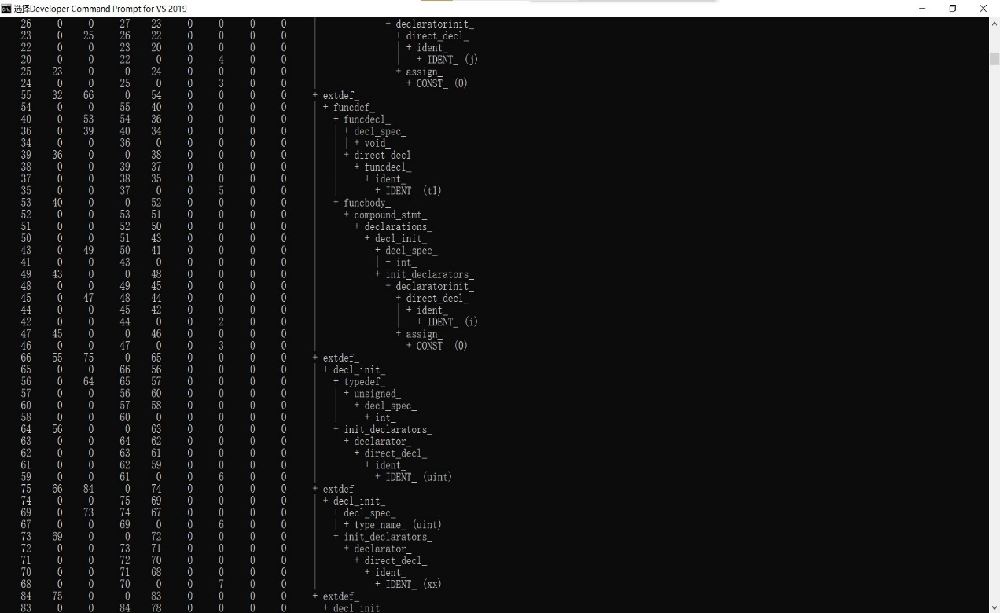 选择Developer Command Prompt for VS 2019
26 0 0 27 23 0 0 0 0 + declaratorinit_
23 0 25 26 22 0 0 0 0 + direct_decl_
22 0 0 23 20 0 0 0 0 | + ident_
20 0 0 22 0 0 4 0 0 | + IDENT_ (j)
25 23 0 0 24 0 0 0 0 + assign_
24 0 0 25 0 0 3 0 0 + CONST_ (0)
55 32 66 0 54 0 0 0 0 + extdef_
54 0 0 55 40 0 0 0 0 | + funcdef_
40 0 53 54 36 0 0 0 0 | + funcdecl_
36 0 39 40 34 0 0 0 0 | | + decl_spec_
34 0 0 36 0 0 0 0 0 | | | + void_
39 36 0 0 38 0 0 0 0 | | + direct_decl_
38 0 0 39 37 0 0 0 0 | | + funcdecl_
37 0 0 38 35 0 0 0 0 | | + ident_
35 0 0 37 0 0 5 0 0 | | + IDENT_ (t1)
53 40 0 0 52 0 0 0 0 | + funcbody_
52 0 0 53 51 0 0 0 0 | + compound_stmt_
51 0 0 52 50 0 0 0 0 | + declarations_
50 0 0 51 43 0 0 0 0 | + decl_init_
43 0 49 50 41 0 0 0 0 | + decl_spec_
41 0 0 43 0 0 0 0 0 | | + int_
49 43 0 0 48 0 0 0 0 | + init_declarators_
48 0 0 49 45 0 0 0 0 | + declaratorinit_
45 0 47 48 44 0 0 0 0 | + direct_decl_
44 0 0 45 42 0 0 0 0 | | + ident_
42 0 0 44 0 0 2 0 0 | | + IDENT_ (i)
47 45 0 0 46 0 0 0 0 | + assign_
46 0 0 47 0 0 3 0 0 | + CONST_ (0)
66 55 75 0 65 0 0 0 0 + extdef_
65 0 0 66 56 0 0 0 0 | + decl_init_
56 0 64 65 57 0 0 0 0 | + typedef_
57 0 0 56 60 0 0 0 0 | | + unsigned_
60 0 0 57 58 0 0 0 0 | | + decl_spec_
58 0 0 60 0 0 0 0 0 | | + int_
64 56 0 0 63 0 0 0 0 | + init_declarators_
63 0 0 64 62 0 0 0 0 | + declarator_
62 0 0 63 61 0 0 0 0 | + direct_decl_
61 0 0 62 59 0 0 0 0 | + ident_
59 0 0 61 0 0 6 0 0 | + IDENT_ (uint)
75 66 84 0 74 0 0 0 0 + extdef_
74 0 0 75 69 0 0 0 0 | + decl_init_
69 0 73 74 67 0 0 0 0 | + decl_spec_
67 0 0 69 0 0 6 0 0 | | + type_name_ (uint)
73 69 0 0 72 0 0 0 0 | + init_declarators_
72 0 0 73 71 0 0 0 0 | + declarator_
71 0 0 72 70 0 0 0 0 | + direct_decl_
70 0 0 71 68 0 0 0 0 | + ident_
68 0 0 70 0 0 7 0 0 | + IDENT_ (xx)
84 75 0 0 83 0 0 0 0 + extdef_
83 0 0 84 78 0 0 0 0 + decl_init